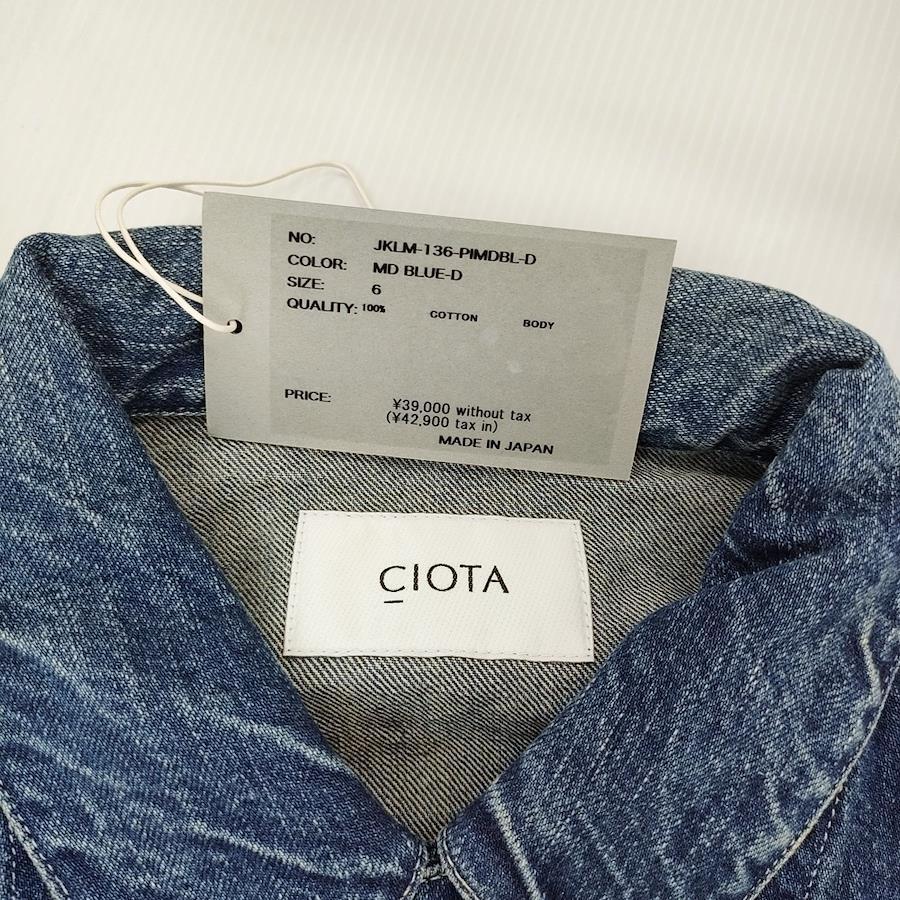 NO: JKLM-136-PIMDBL-D
COLOR: MD BLUE-D
SIZE: 6
QUALITY: 100% COTTON BODY
PRICE: ¥39,000 without tax
(¥42,900 tax in)
MADE IN JAPAN
CIOTA